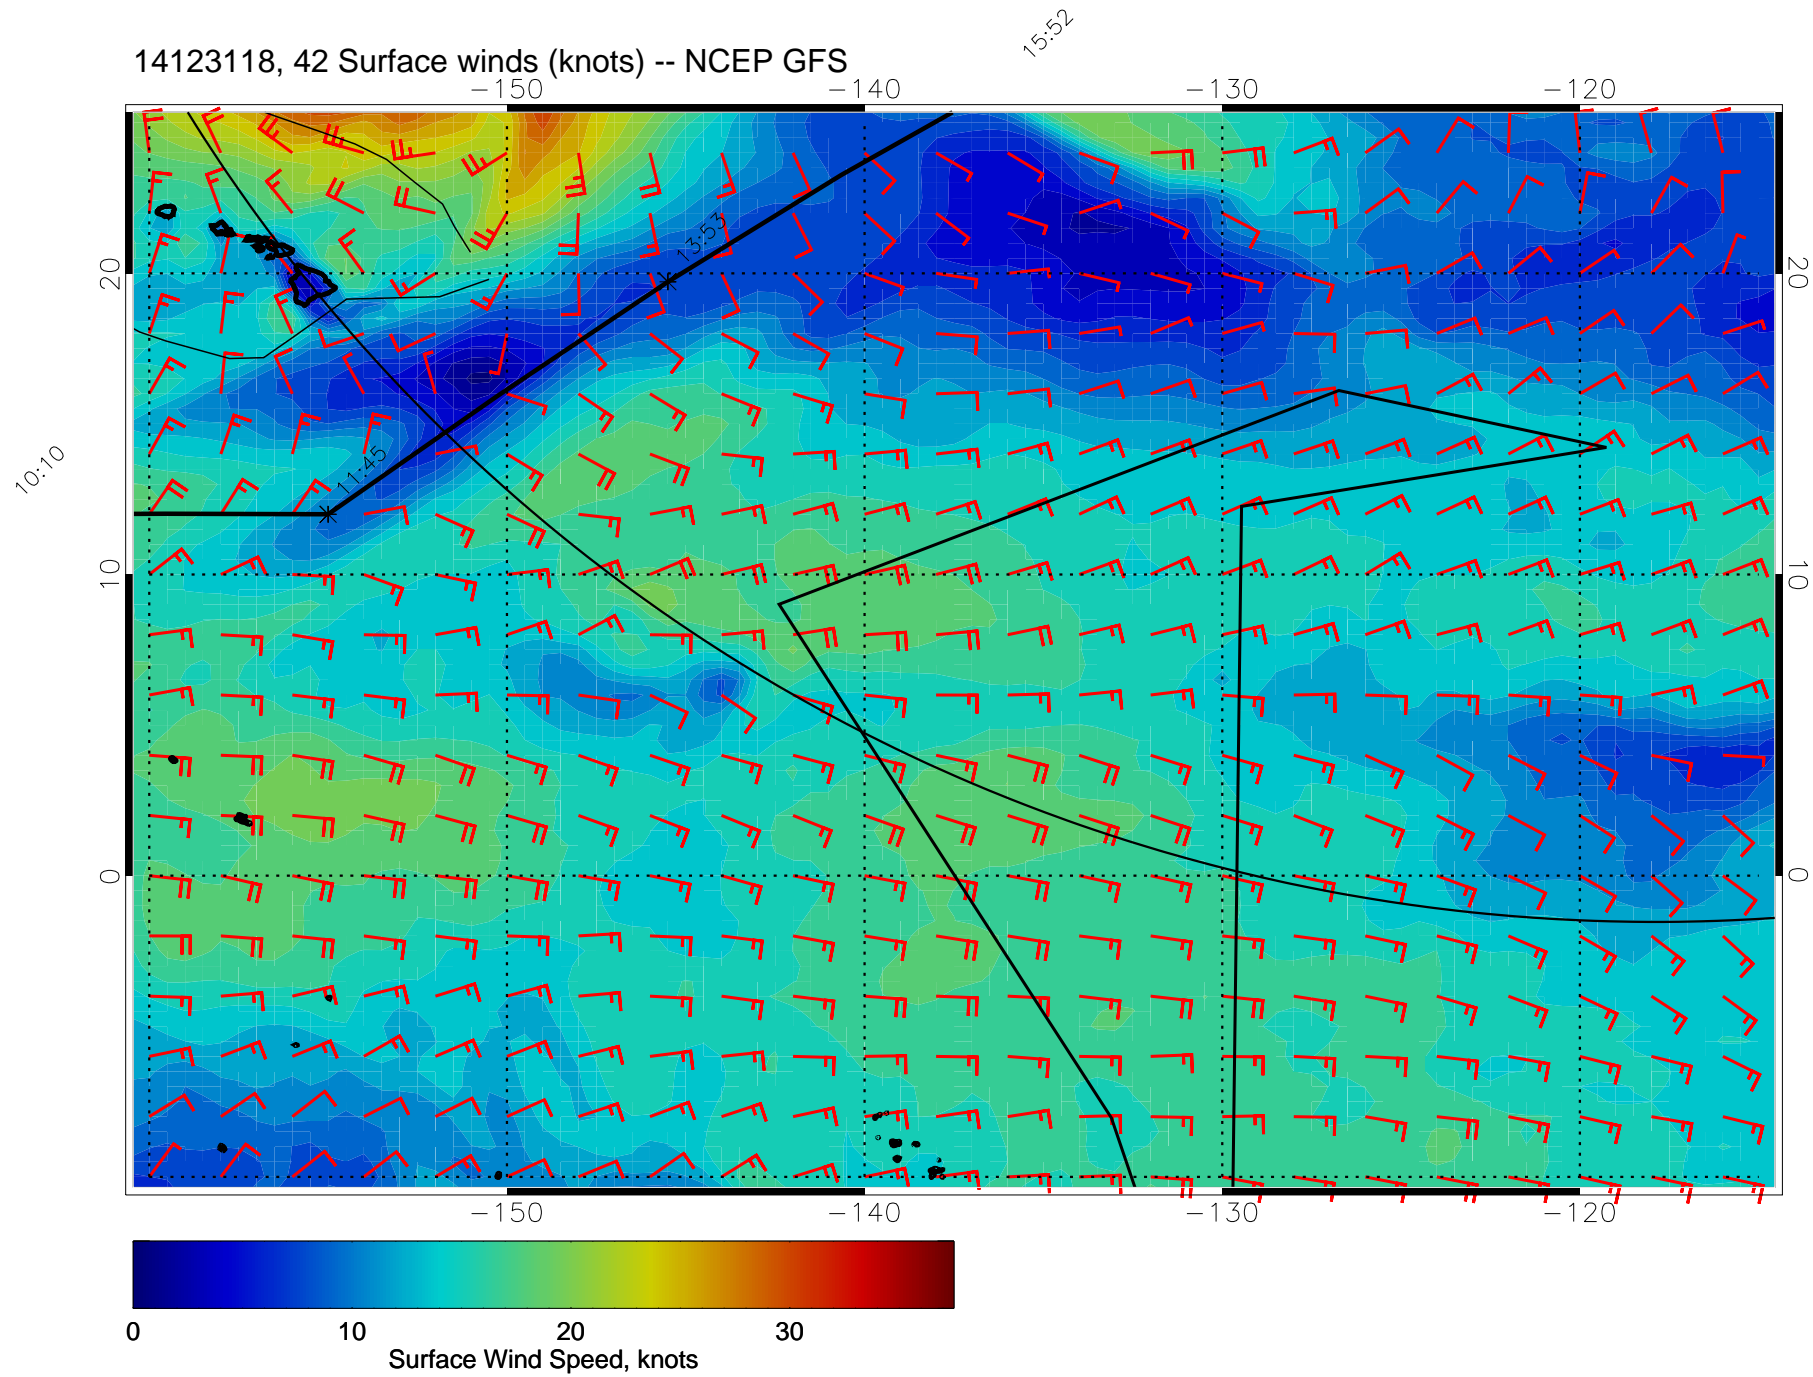 15:52
14123118, 42 Surface winds (knots) -- NCEP GFS
-150 -140 -130 -120
20 20
13:53
10:10
11:45
10 10
0 0
-150 -140 -130 -120
0 10 20 30
Surface Wind Speed, knots